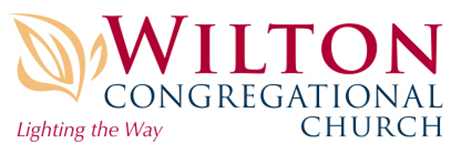 WILTON
CONGREGATIONAL
Lighting the Way
CHURCH